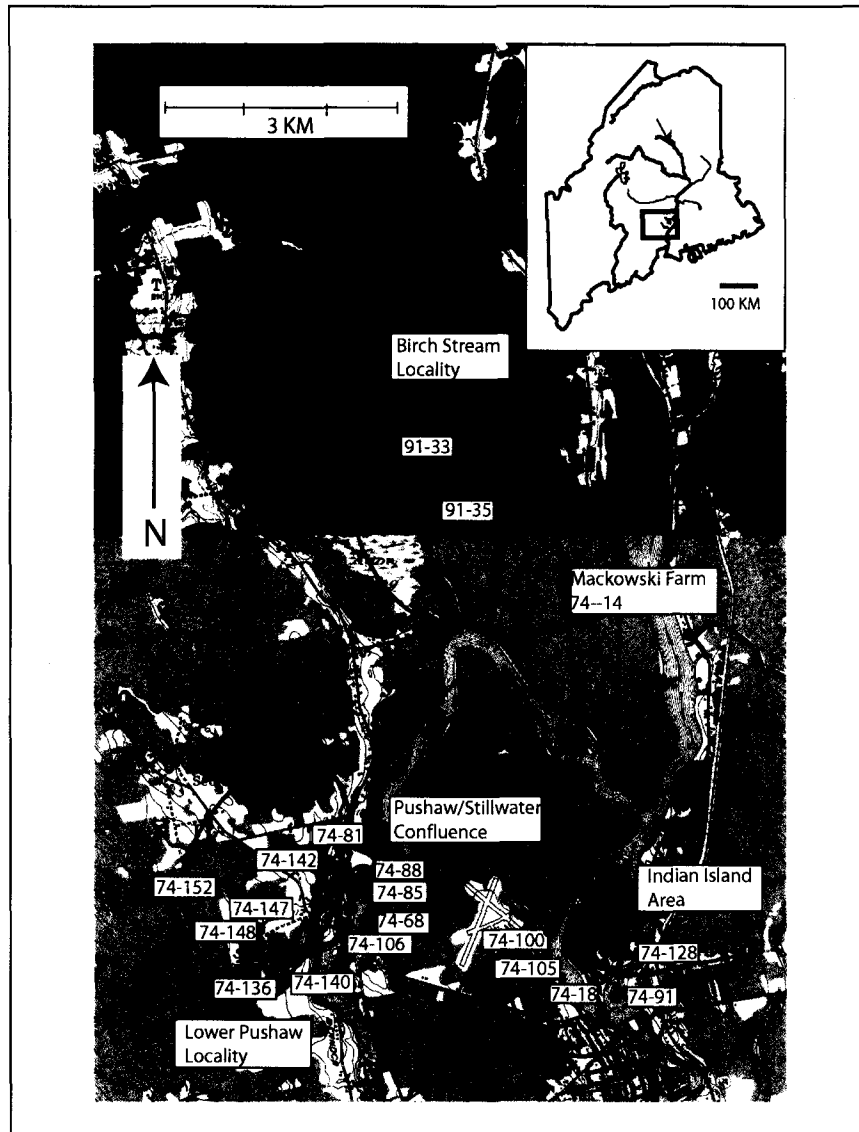 3 KM
100 KM
Birch Stream
Locality
91-33
N
91-35
Mackowski Farm
74--14
Pushaw/Stillwater
Confluence
74-81
74-142
74-88
74-152
74-85
Indian Island
Area
74-147
74-68
74-148
74-106
74-100
74-128
74-105
74-136
74-140
74-18
74-91
Lower Pushaw
Locality